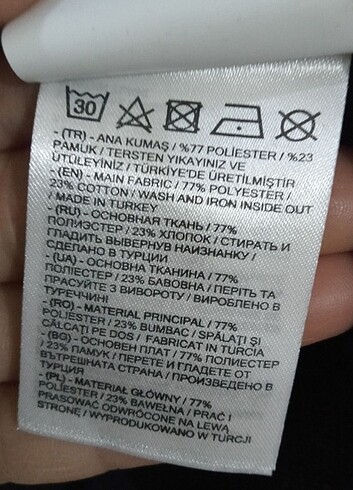 30
- (TR) - ANA KUMAŞ / %77 POLİESTER / %23
PAMUK / TERSTEN YIKAYINIZ VE
ÜTÜLEYİNİZ / TÜRKİYE'DE ÜRETİLMİŞTİR
- (EN) - MAIN FABRIC / 77% POLYESTER /
23% COTTON / WASH AND IRON INSIDE OUT
/ MADE IN TURKEY
- (RU) - ОСНОВНАЯ ТКАНЬ / 77%
ПОЛИЭСТЕР / 23% ХЛОПОК / СТИРАТЬ И
ГЛАДИТЬ ВЫВЕРНУВ НАИЗНАНКУ /
СДЕЛАНО В ТУРЦИИ
- (UA) - ОСНОВНА ТКАНИНА / 77%
ПОЛІЕСТЕР / 23% БАВОВНА / ПЕРІТЬ ТА
ПРАСУЙТЕ З ВИВОРОТУ / ВИРОБЛЕНО В
ТУРЕЧЧИНІ
- (RO) - MATERIAL PRINCIPAL / 77%
POLIESTER / 23% BUMBAC / SPĂLAȚI ȘI
CĂLCAȚI PE DOS / FABRICAT IN TURCIA
- (BG) - ОСНОВЕН ПЛАТ / 77% ПОЛИЕСТЕР
/ 23% ПАМУК / ПЕРЕТЕ И ГЛАДЕТЕ ОТ
ВЪТРЕШНАТА СТРАНА / ПРОИЗВЕДЕНО В
ТУРЦИЯ
- (PL) - MATERIAŁ GŁÓWNY / 77%
POLIESTER / 23% BAWEŁNA / PRAĆ I
PRASOWAĆ ODWRÓCONE NA LEWĄ
STRONĘ / WYPRODUKOWANO W TURCJI